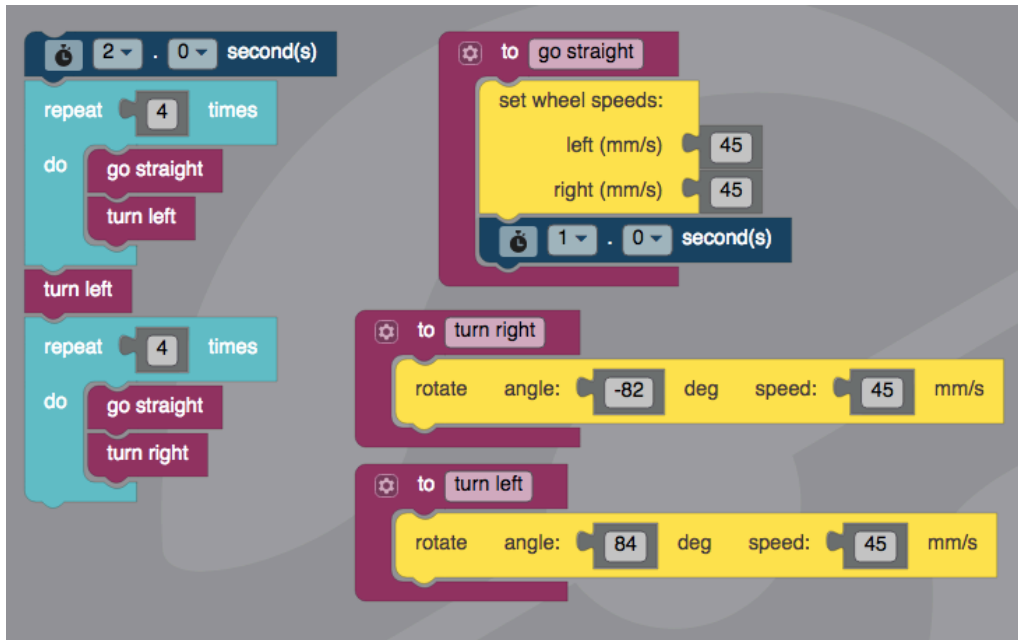 2 . 0 second(s)
repeat 4 times
do go straight
turn left
turn left
repeat 4 times
do go straight
turn right
to go straight
set wheel speeds:
left (mm/s) 45
right (mm/s) 45
1 . 0 second(s)
to turn right
rotate angle: -82 deg speed: 45 mm/s
to turn left
rotate angle: 84 deg speed: 45 mm/s